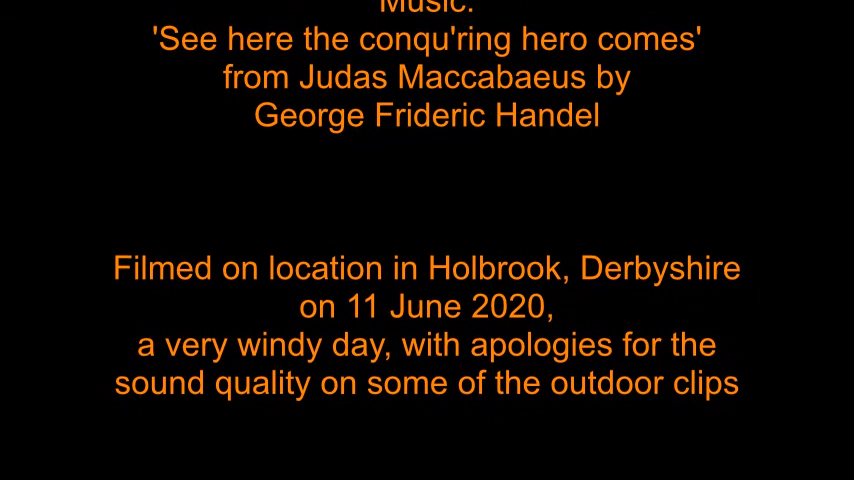 Music:
'See here the conqu'ring hero comes'
from Judas Maccabaeus by
George Frideric Handel
Filmed on location in Holbrook, Derbyshire
on 11 June 2020,
a very windy day, with apologies for the
sound quality on some of the outdoor clips